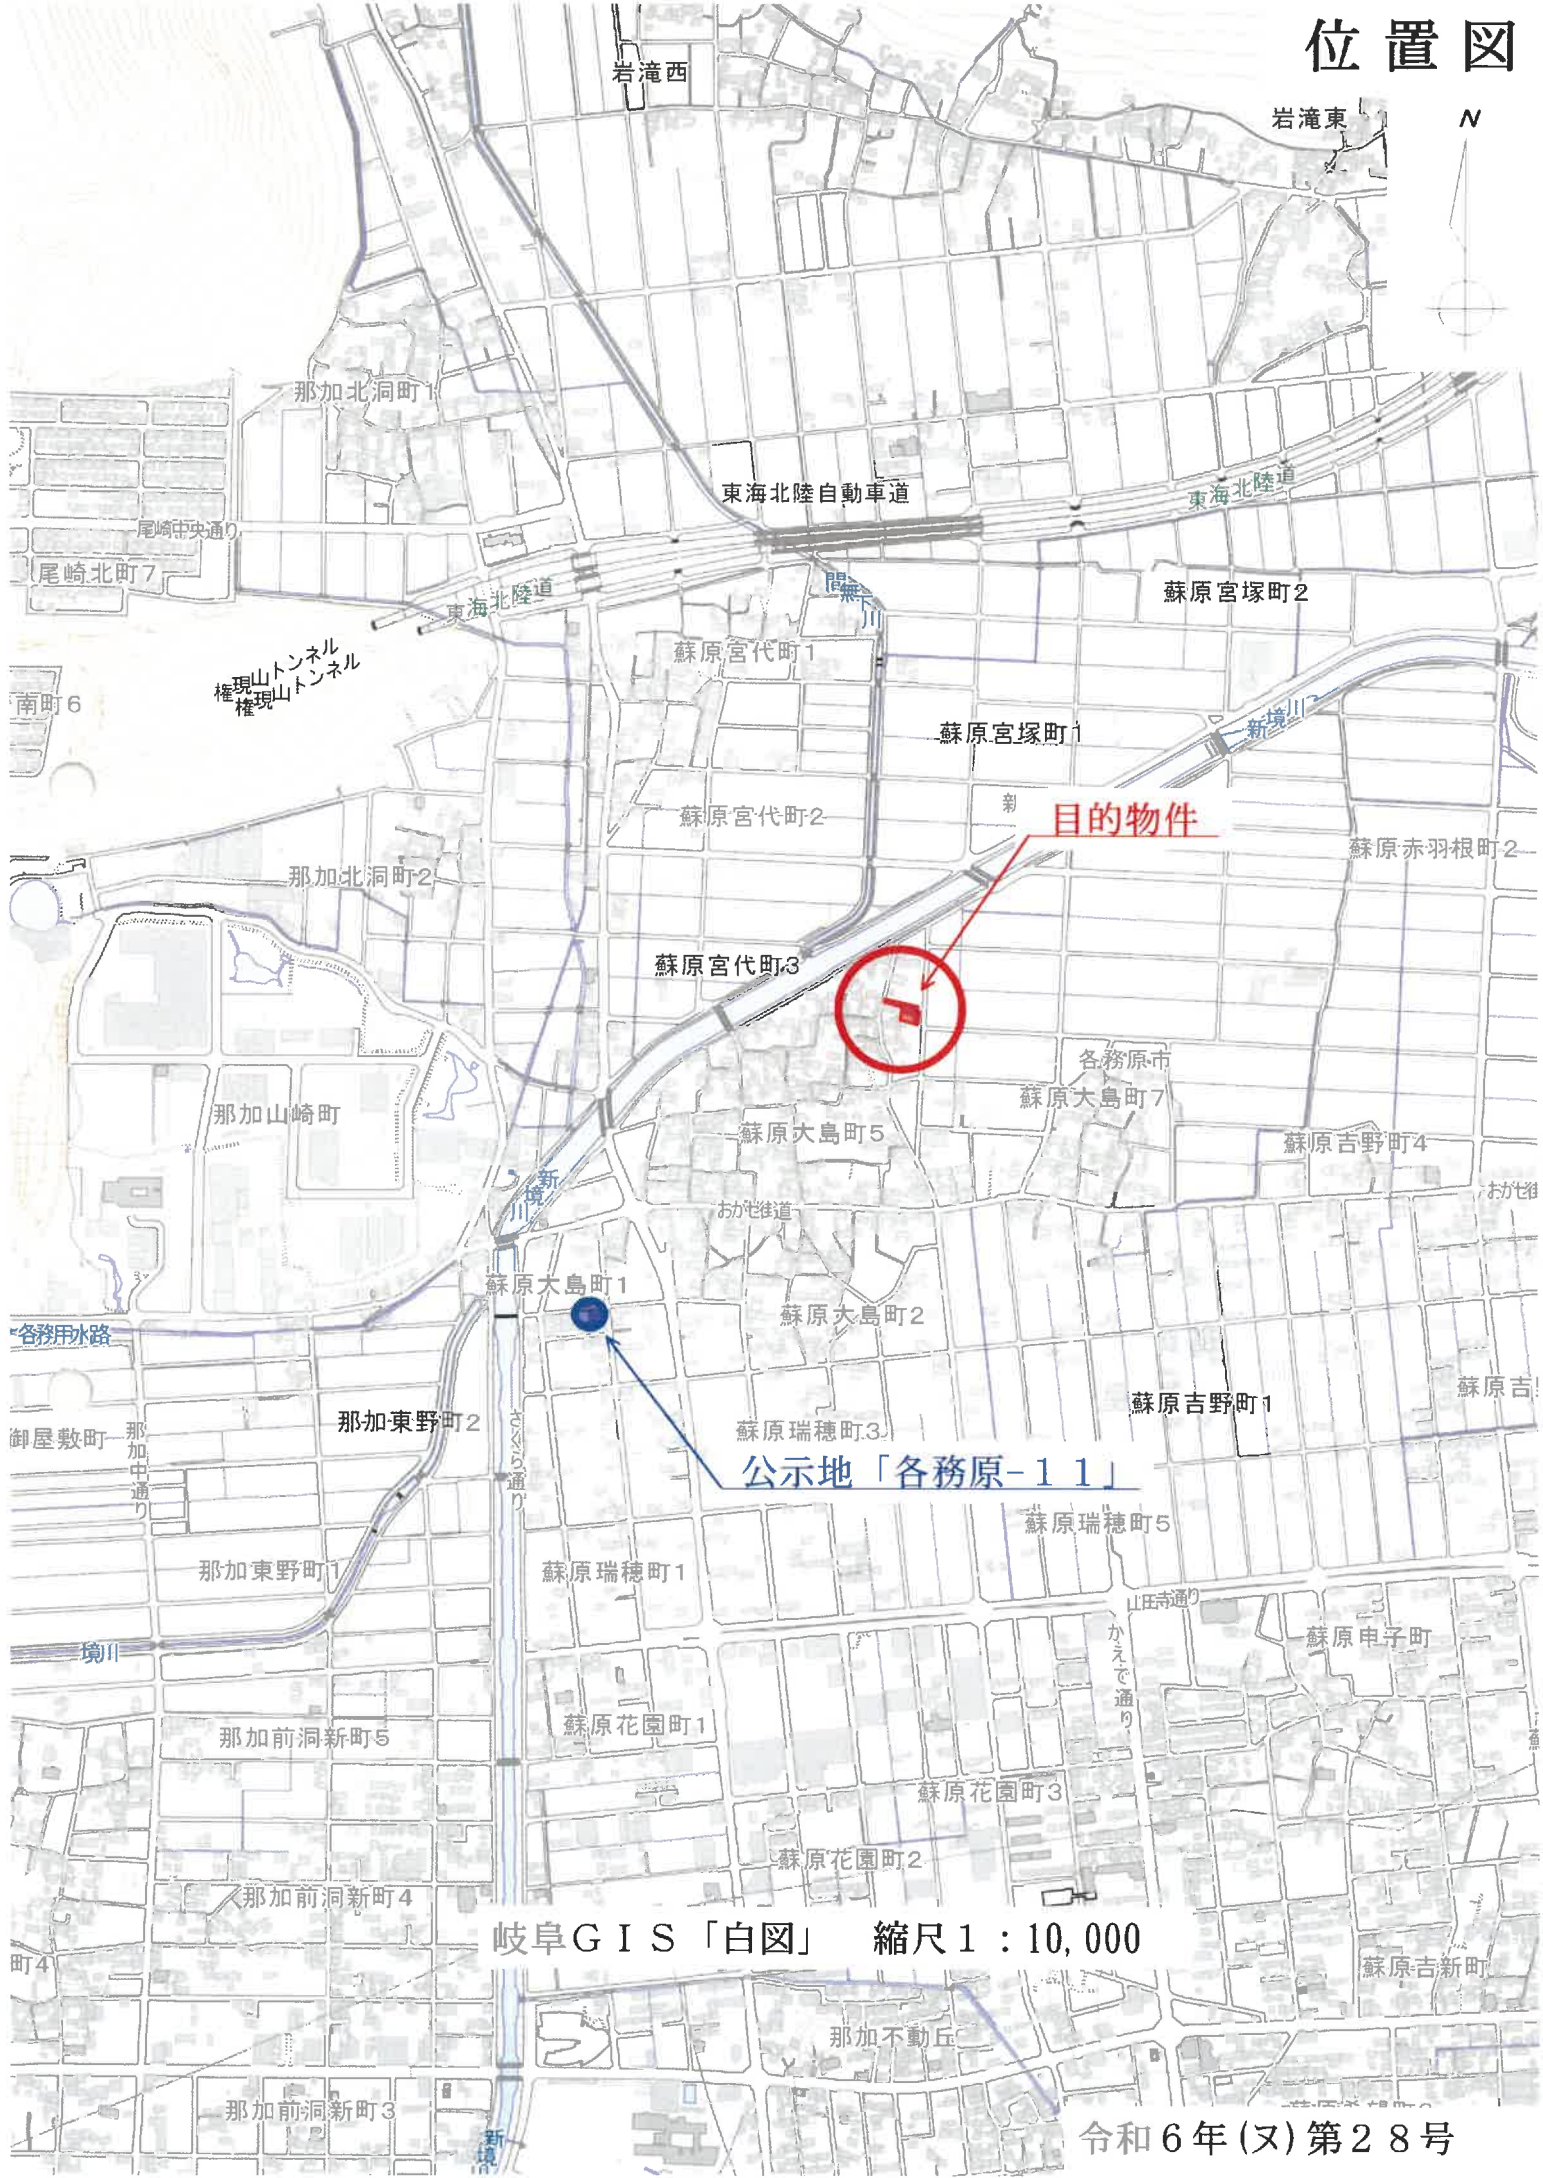 位置図
岩滝西
岩滝東
N
那加北洞町1
東海北陸自動車道
東海北陸道
尾崎中央通り
尾崎北町7
東海北陸道
間無下川
蘇原宮塚町2
蘇原宮代町1
権現山トンネル
権現山トンネル
南町6
新境川
蘇原宮塚町1
蘇原宮代町2
新
目的物件
蘇原赤羽根町2
那加北洞町2
蘇原宮代町3
各務原市
蘇原大島町7
那加山崎町
蘇原大島町5
蘇原吉野町4
新境川
おがせ街道
おがせ街
蘇原大島町1
蘇原大島町2
各務用水路
蘇原吉
蘇原吉野町1
那加東野町2
さくら通り
蘇原瑞穂町3
御屋敷町
那加中通り
公示地「各務原-11」
蘇原瑞穂町5
那加東野町1
蘇原瑞穂町1
山田寺通り
かえで通り
蘇原申子町
境川
蘇原花園町1
那加前洞新町5
蘇原花園町3
蘇原花園町2
那加前洞新町4
岐阜GIS「白図」 縮尺1:10,000
町4
蘇原吉新町
那加不動丘
那加前洞新町3
新境川
令和6年(ヌ)第28号